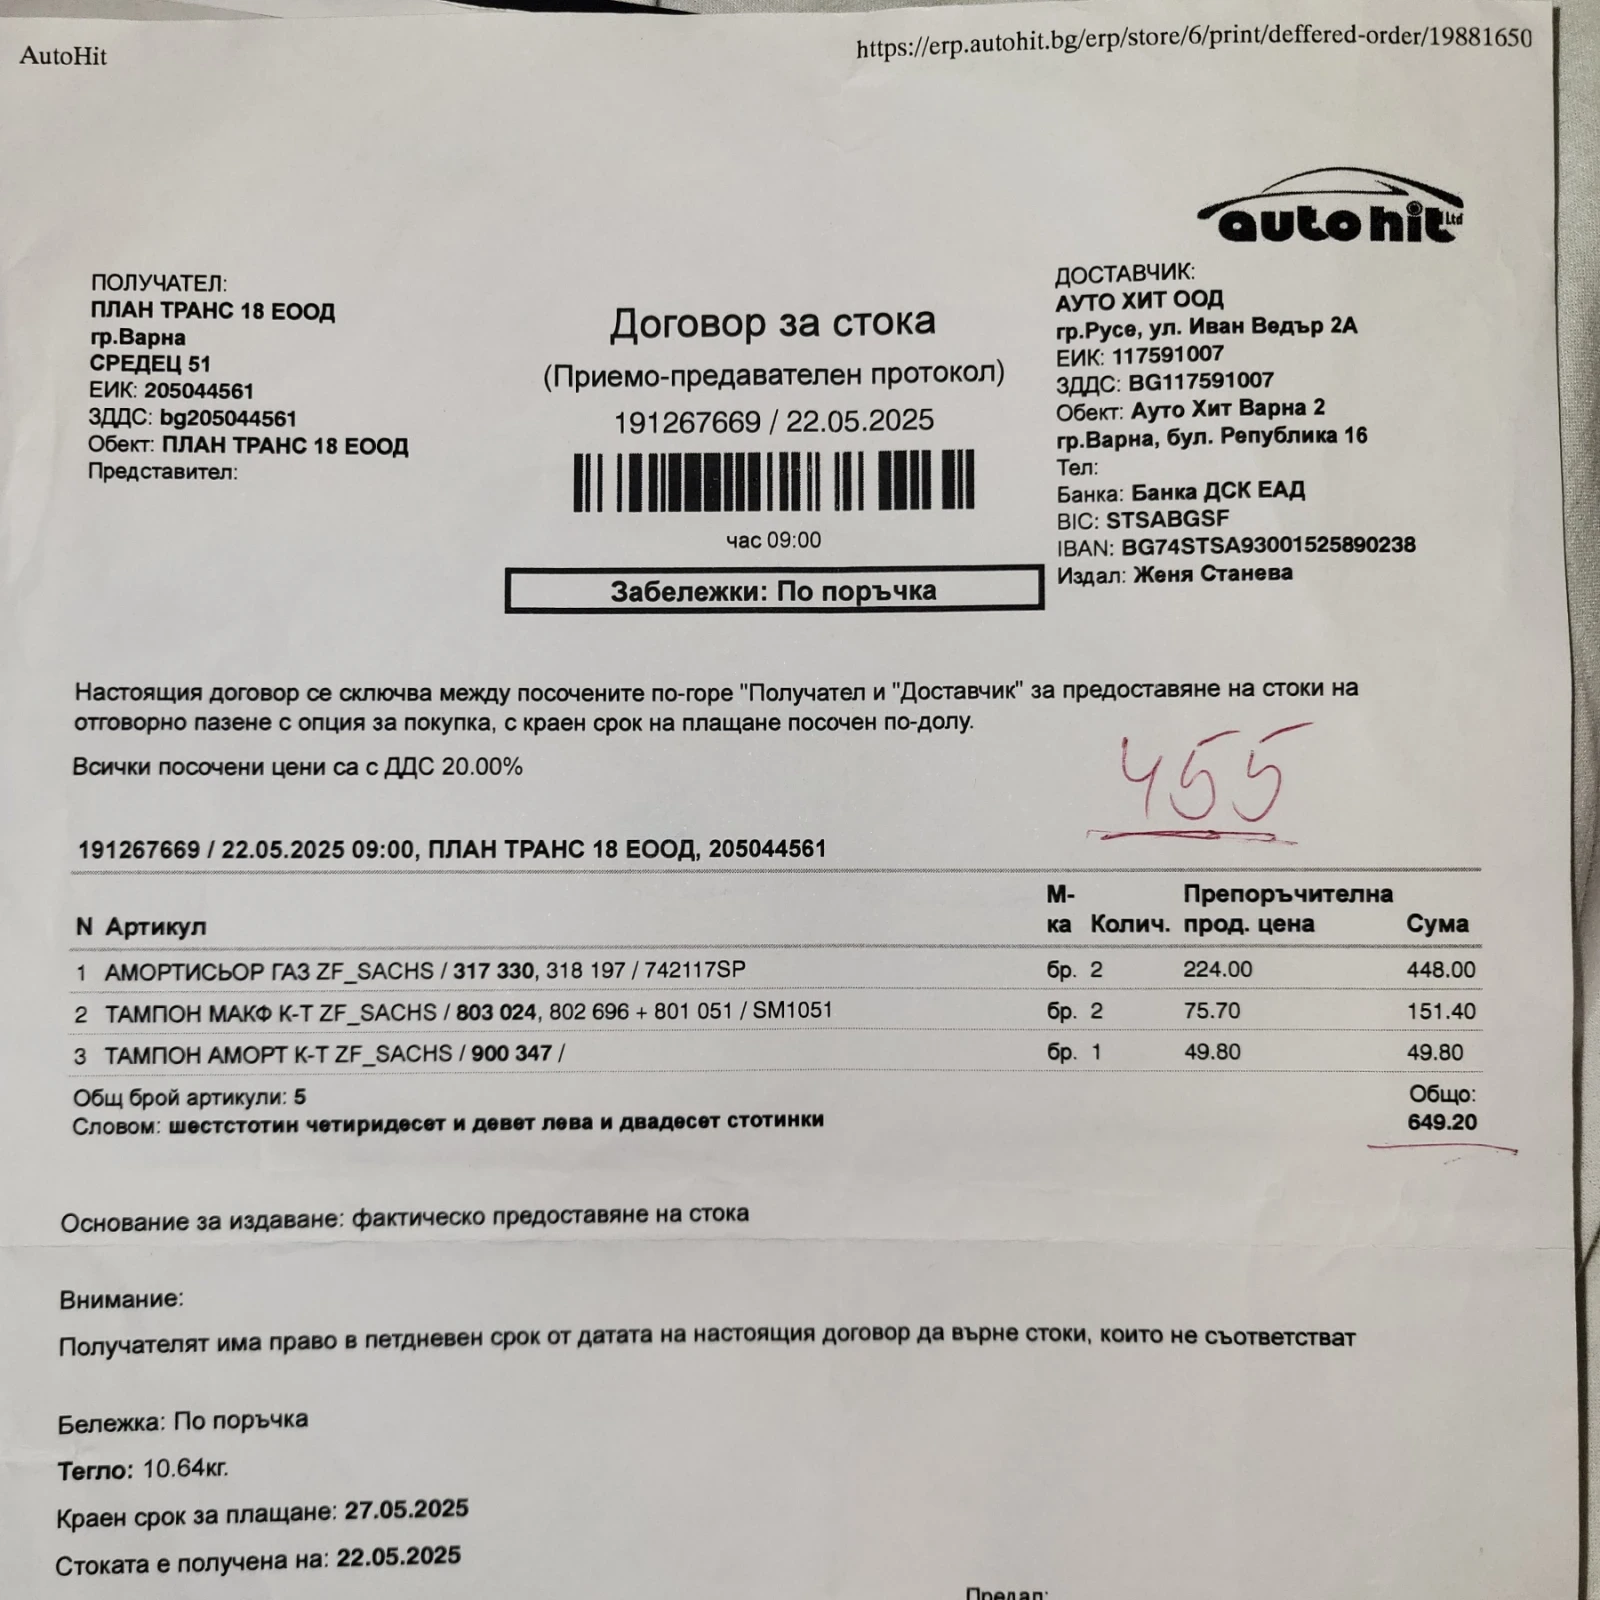 AutoHit
https://erp.autohit.bg/erp/store/6/print/deffered-order/19881650
auto hit Ltd
ПОЛУЧАТЕЛ:
ПЛАН ТРАНС 18 ЕООД
гр.Варна
СРЕДЕЦ 51
ЕИК: 205044561
ЗДДС: bg205044561
Обект: ПЛАН ТРАНС 18 ЕООД
Представител:
Договор за стока
(Приемо-предавателен протокол)
191267669 / 22.05.2025
час 09:00
Забележки: По поръчка
ДОСТАВЧИК:
АУТО ХИТ ООД
гр.Русе, ул. Иван Ведър 2А
ЕИК: 117591007
ЗДДС: BG117591007
Обект: Ауто Хит Варна 2
гр.Варна, бул. Република 16
Тел:
Банка: Банка ДСК ЕАД
BIC: STSABGSF
IBAN: BG74STSA93001525890238
Издал: Женя Станева
Настоящия договор се сключва между посочените по-горе "Получател и "Доставчик" за предоставяне на стоки на
отговорно пазене с опция за покупка, с краен срок на плащане посочен по-долу.
Всички посочени цени са с ДДС 20.00%
455
191267669 / 22.05.2025 09:00, ПЛАН ТРАНС 18 ЕООД, 205044561
N Артикул М-ка Колич. Препоръчителна прод. цена Сума
1 АМОРТИСЬОР ГАЗ ZF_SACHS / 317 330, 318 197 / 742117SP бр. 2 224.00 448.00
2 ТАМПОН МАКФ К-Т ZF_SACHS / 803 024, 802 696 + 801 051 / SM1051 бр. 2 75.70 151.40
3 ТАМПОН АМОРТ К-Т ZF_SACHS / 900 347 / бр. 1 49.80 49.80
Общ брой артикули: 5 Общо:
Словом: шестстотин четиридесет и девет лева и двадесет стотинки 649.20
Основание за издаване: фактическо предоставяне на стока
Внимание:
Получателят има право в петдневен срок от датата на настоящия договор да върне стоки, които не съответстват
Бележка: По поръчка
Тегло: 10.64кг.
Краен срок за плащане: 27.05.2025
Стоката е получена на: 22.05.2025
Предал: